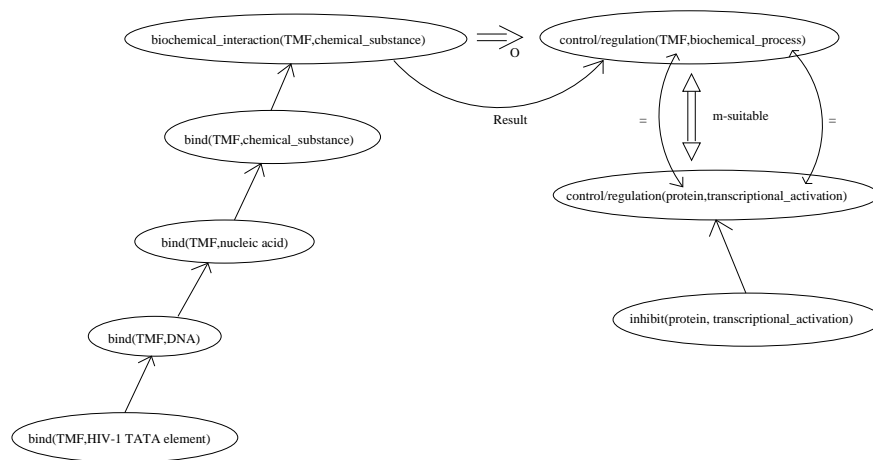 biochemical_interaction(TMF,chemical_substance)
O
control/regulation(TMF,biochemical_process)
Result
=
m-suitable
=
bind(TMF,chemical_substance)
control/regulation(protein,transcriptional_activation)
bind(TMF,nucleic acid)
inhibit(protein, transcriptional_activation)
bind(TMF,DNA)
bind(TMF,HIV-1 TATA element)